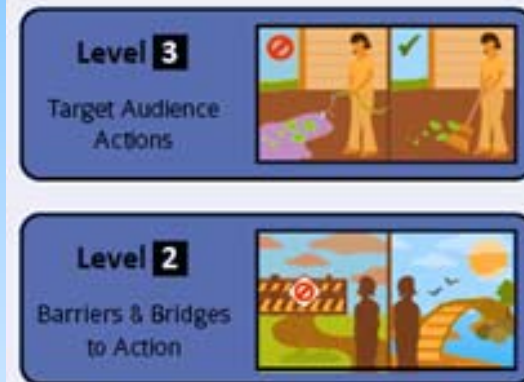 Level 3
Target Audience
Actions
Level 2
Barriers & Bridges
to Action